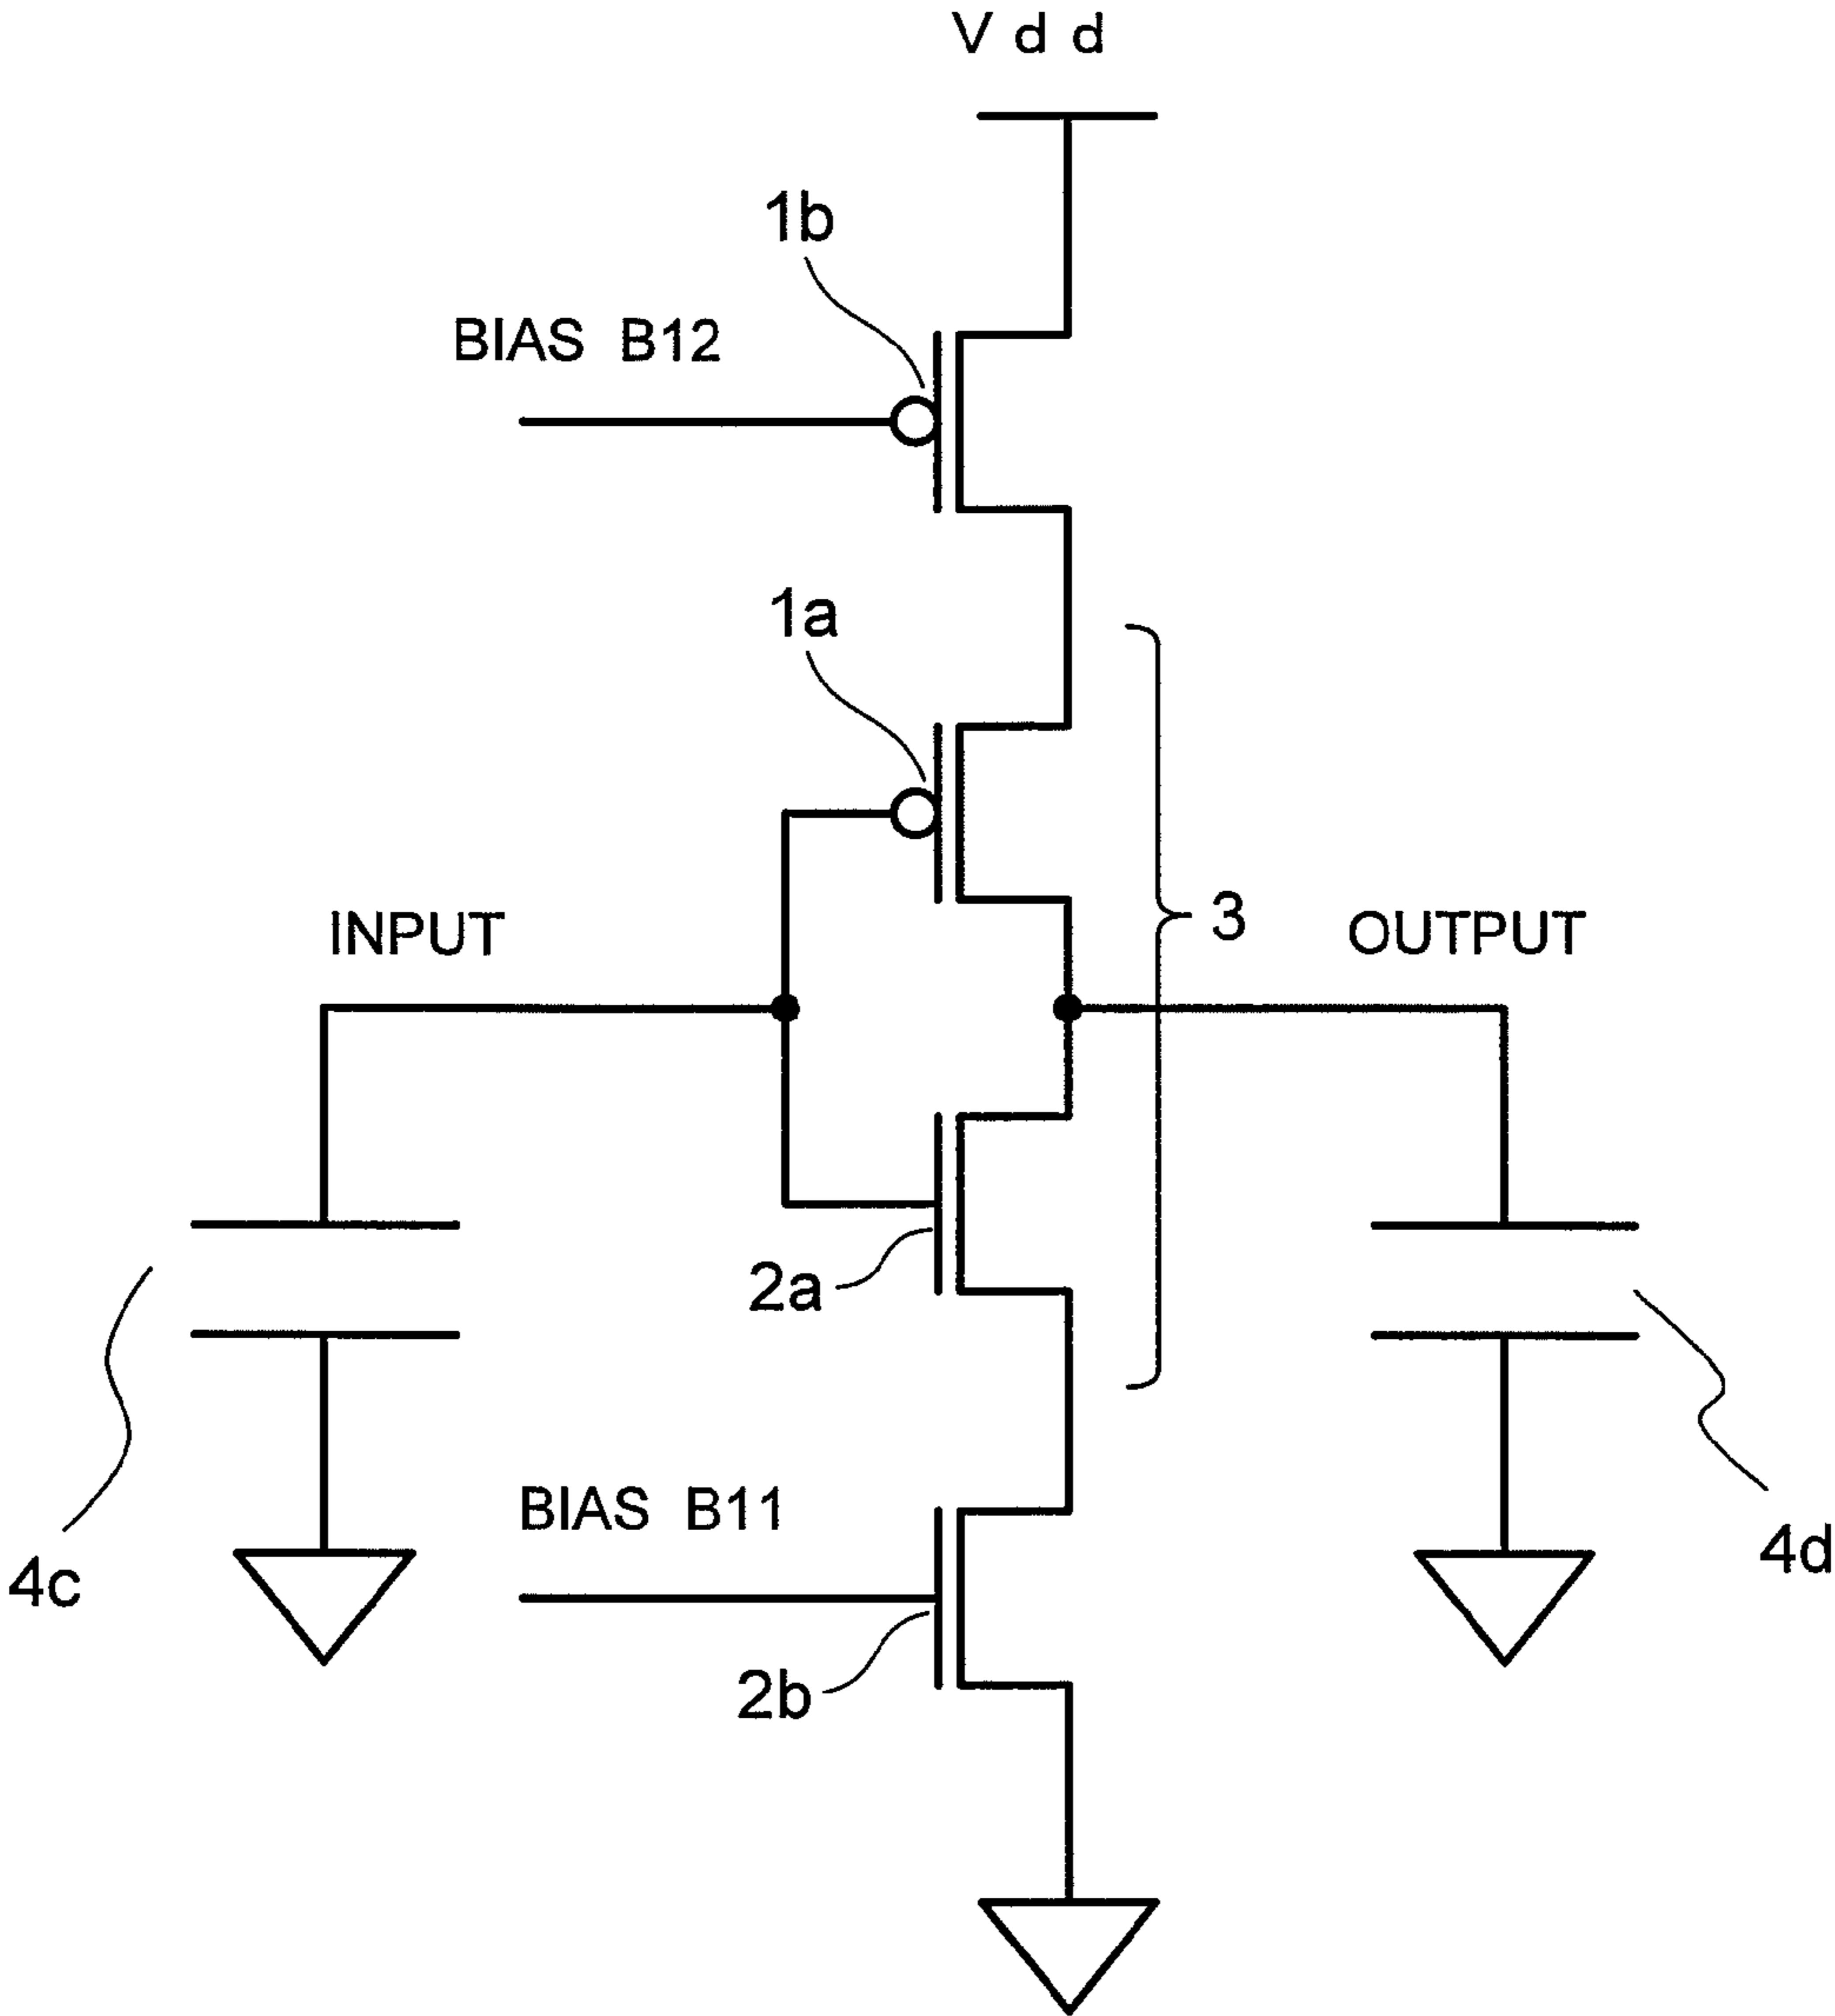 V d d
1b
BIAS B12
1a
INPUT
3
OUTPUT
2a
BIAS B11
4c
4d
2b